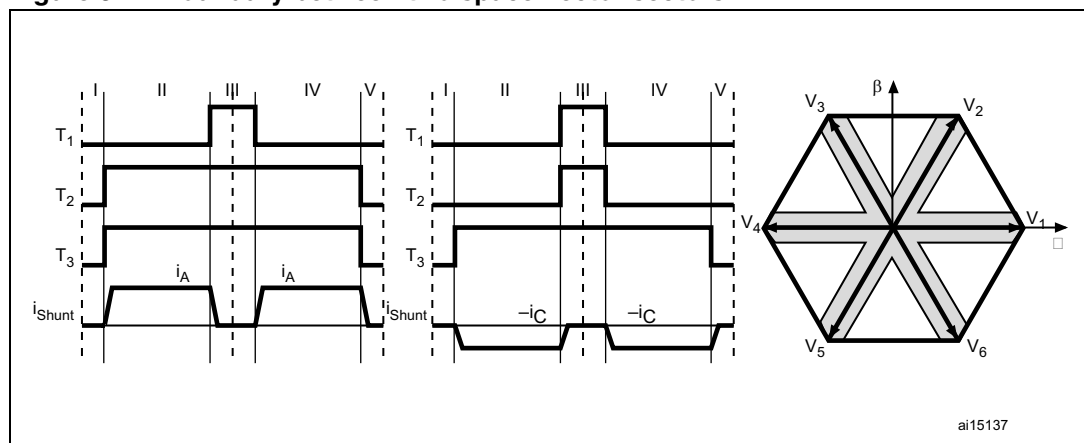 Figure Boundary between two space vector sectors
I II III IV V
T1
T2
T3
iA iA
iShunt
I II III IV V
T1
T2
T3
iShunt
–iC –iC
β
V3 V2
V4 V1
V5 V6
ai15137